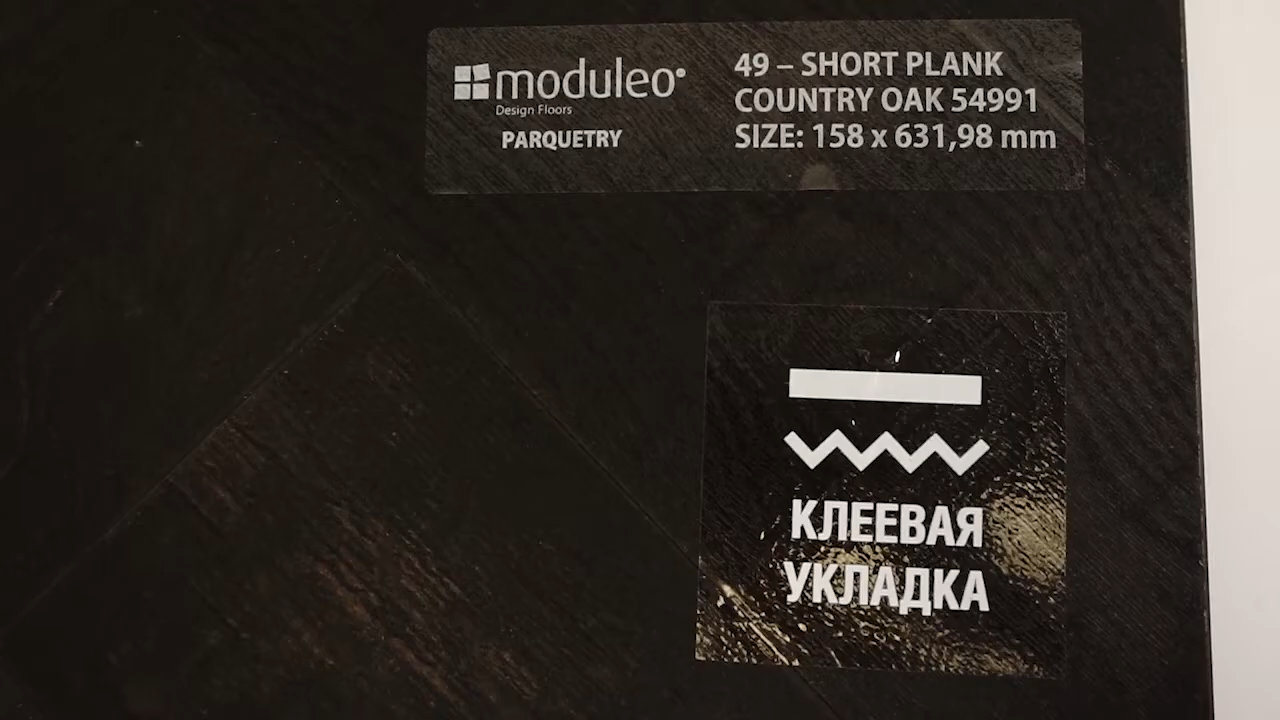 moduleo®
Design Floors
PARQUETRY
49 – SHORT PLANK
COUNTRY OAK 54991
SIZE: 158 x 631,98 mm
КЛЕЕВАЯ
УКЛАДКА